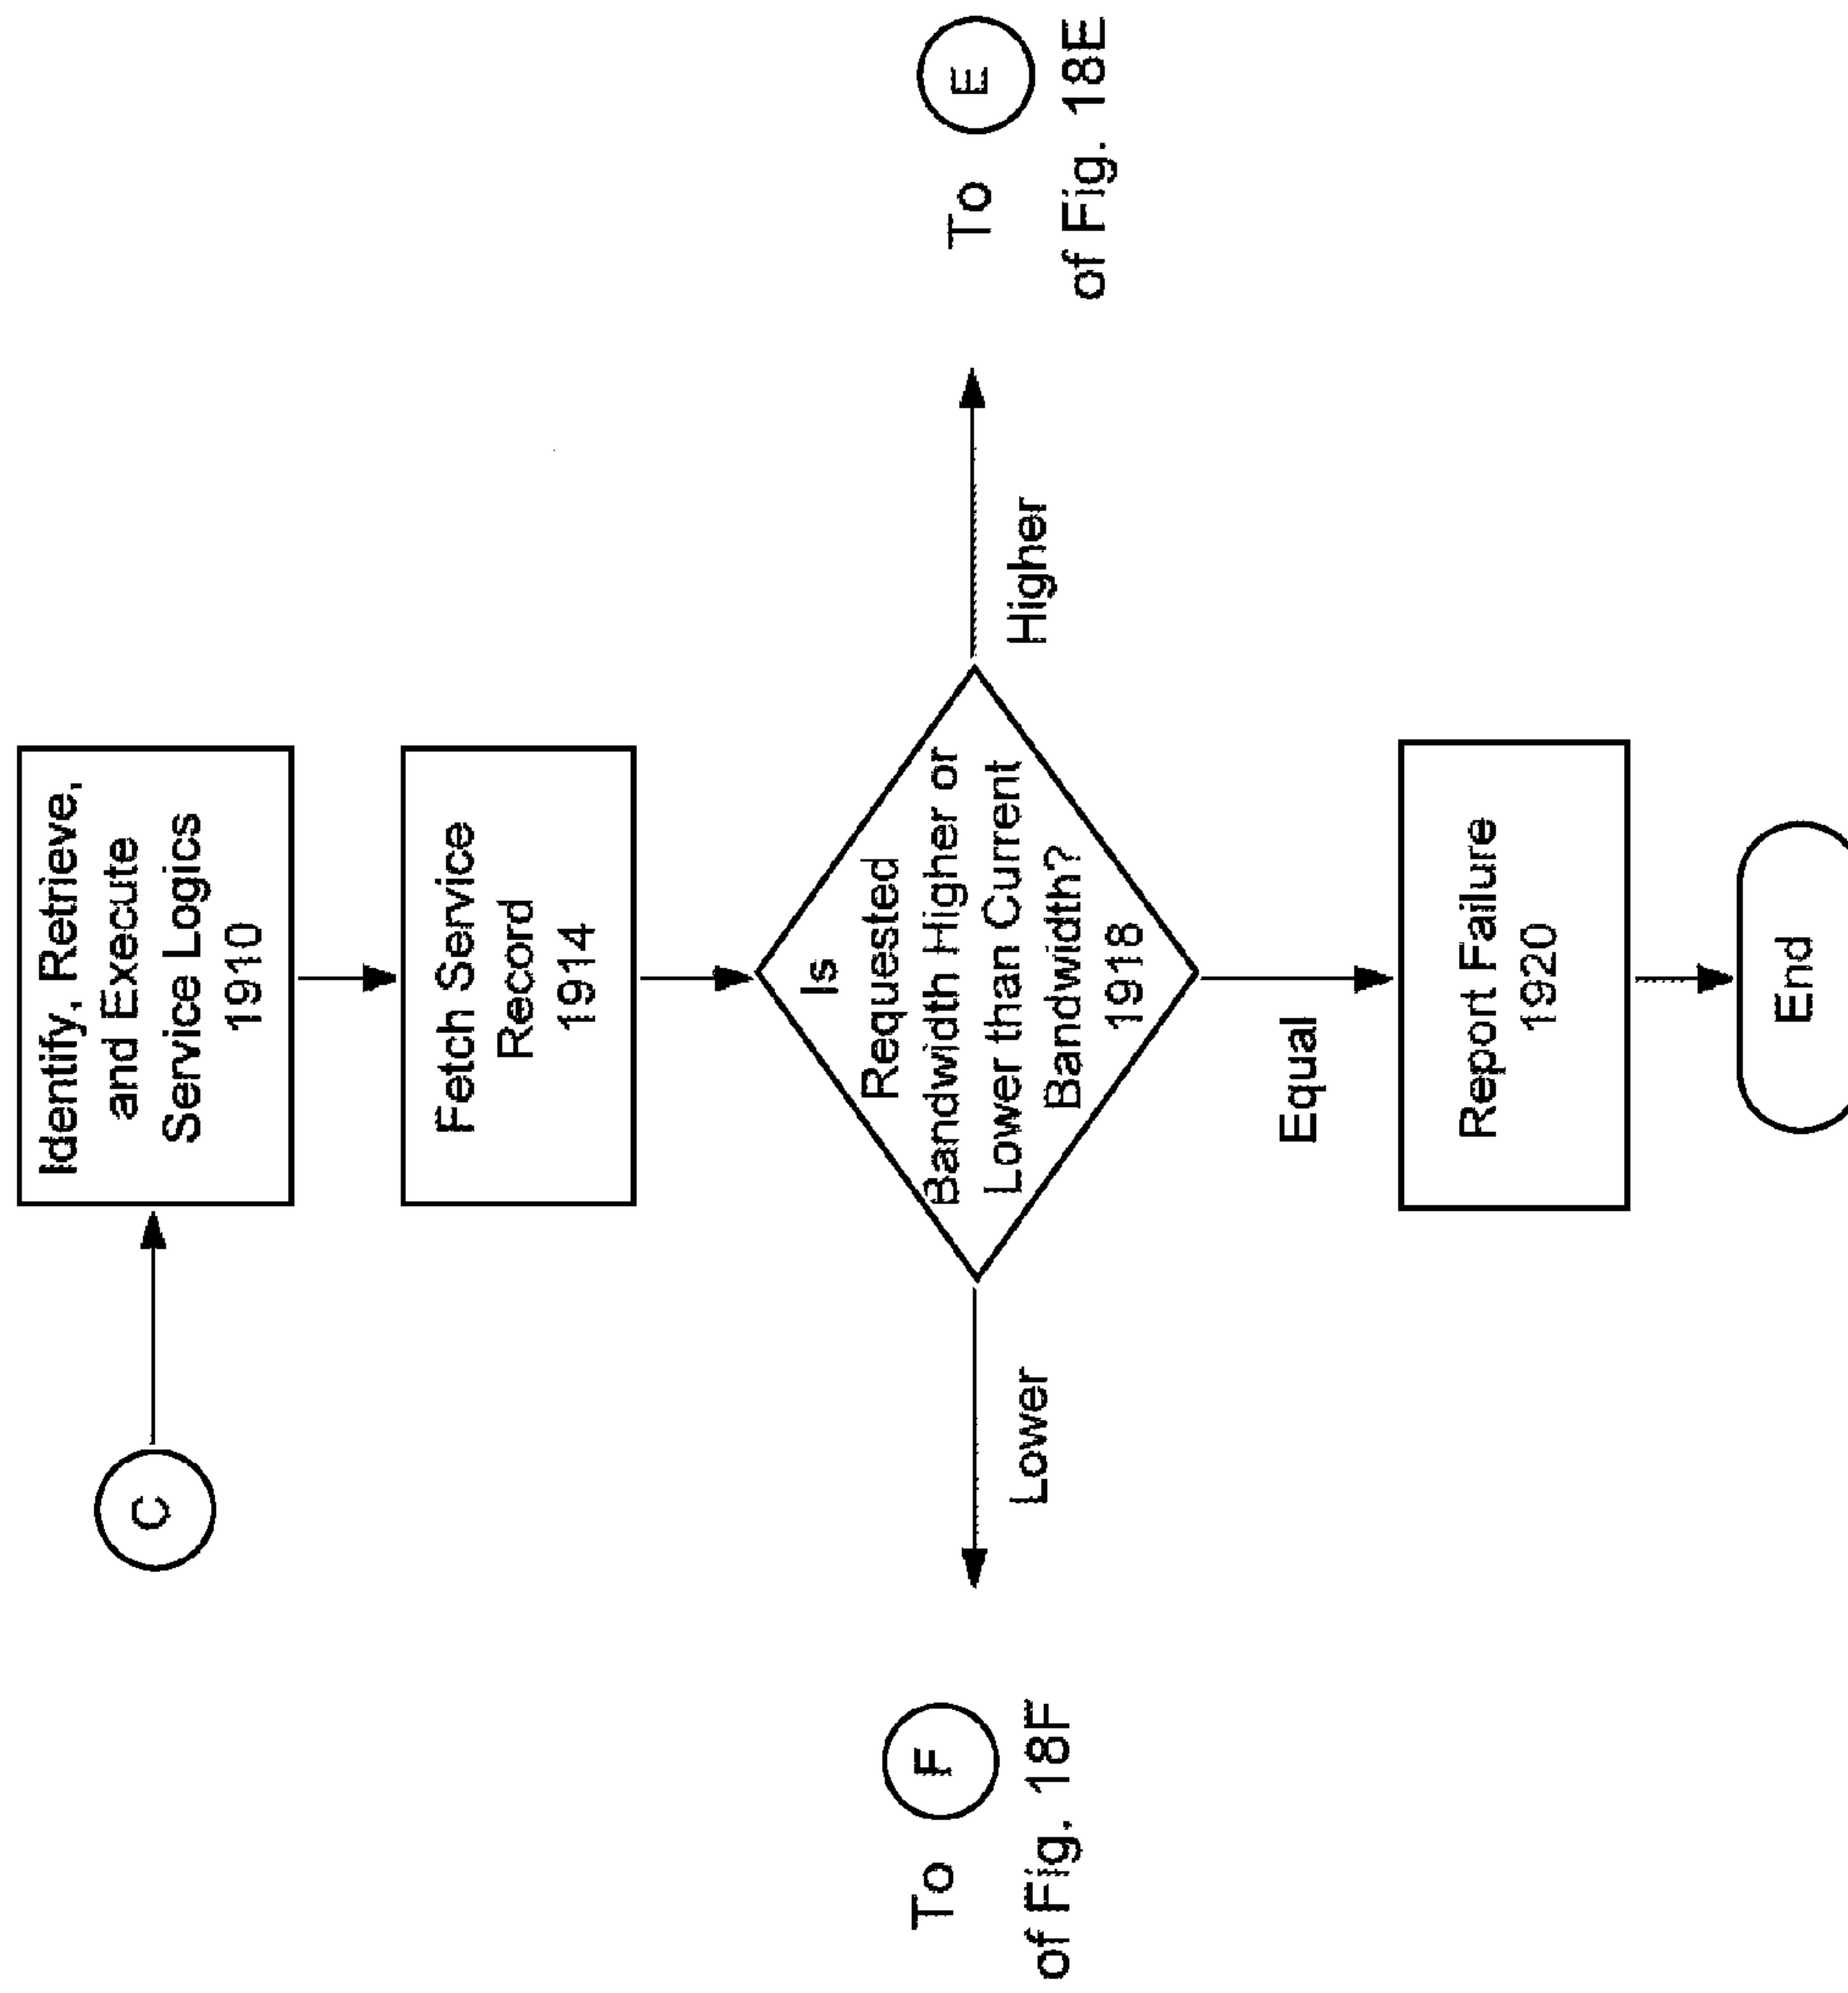 C
Identify, Retrieve,
and Execute
Service Logics
1910
Fetch Service
Record
1914
Is
Requested
Bandwidth Higher or
Lower than Current
Bandwidth?
1918
Lower
To F
of Fig. 18F
Higher
To E
of Fig. 18E
Equal
Report Failure
1920
End